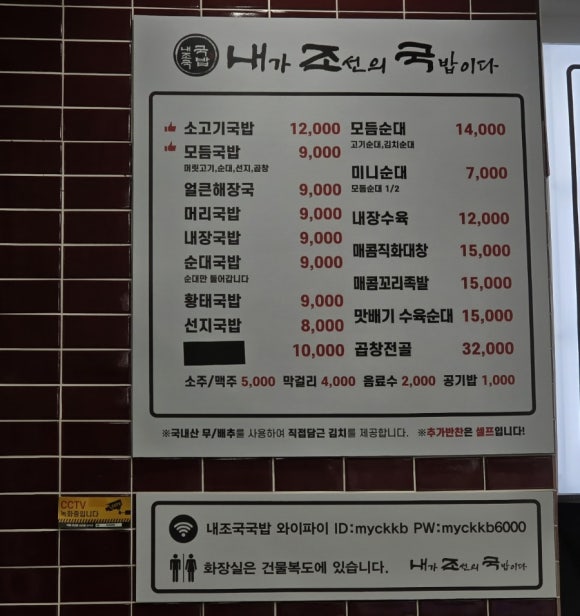 내조국 국밥 내가 조선의 국밥이다
소고기국밥 12,000
모듬국밥 9,000
머릿고기,순대,선지,곱창
얼큰해장국 9,000
머리국밥 9,000
내장국밥 9,000
순대국밥 9,000
순대만 들어갑니다
황태국밥 9,000
선지국밥 8,000
10,000
모듬순대 14,000
고기순대,김치순대
미니순대 7,000
모듬순대 1/2
내장수육 12,000
매콤직화대창 15,000
매콤꼬리족발 15,000
맛배기 수육순대 15,000
곱창전골 32,000
소주/맥주 5,000 막걸리 4,000 음료수 2,000 공기밥 1,000
※국내산 무/배추를 사용하여 직접담근 김치를 제공합니다. ※추가반찬은 셀프입니다!
CCTV
녹화중입니다
내조국국밥 와이파이 ID:myckkb PW:myckkb6000
화장실은 건물복도에 있습니다. 내가 조선의 국밥이다